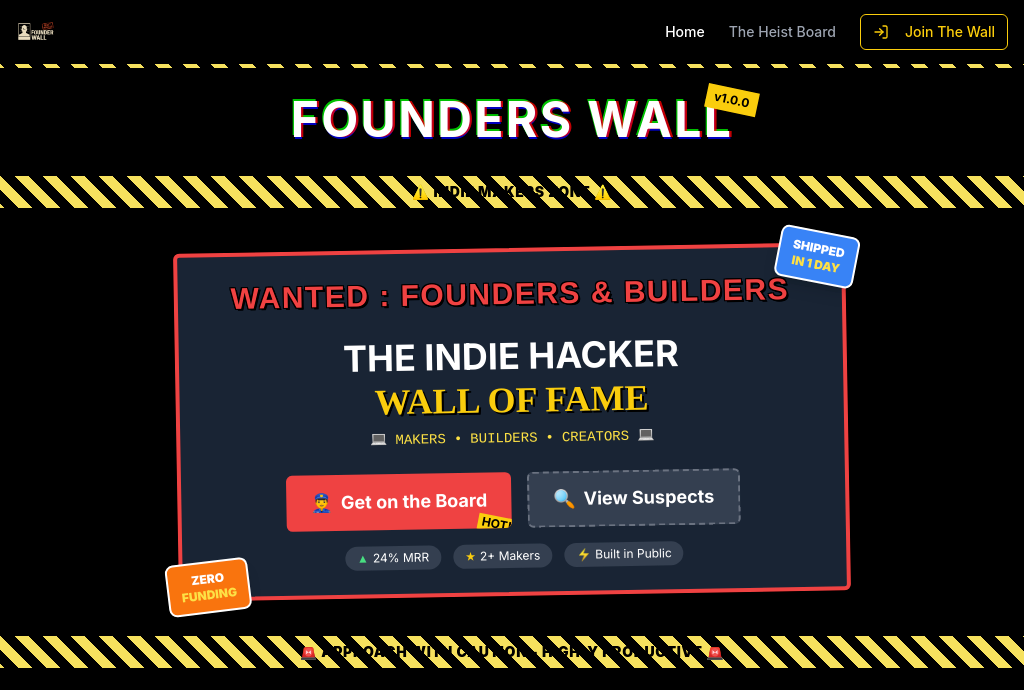 FOUNDER
WALL
Home
The Heist Board
Join The Wall
FOUNDERS WALL
v1.0.0
⚠️ INDIE MAKERS ZONE ⚠️
SHIPPED
IN 1 DAY
WANTED : FOUNDERS & BUILDERS
THE INDIE HACKER
WALL OF FAME
💻 MAKERS • BUILDERS • CREATORS 💻
👮 Get on the Board
HOT!
🔍 View Suspects
▲ 24% MRR
★ 2+ Makers
⚡ Built in Public
ZERO
FUNDING
🚨 APPROACH WITH CAUTION: HIGHLY PRODUCTIVE 🚨